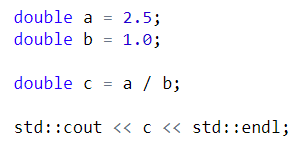 double a = 2.5;
double b = 1.0;
double c = a / b;
std::cout << c << std::endl;